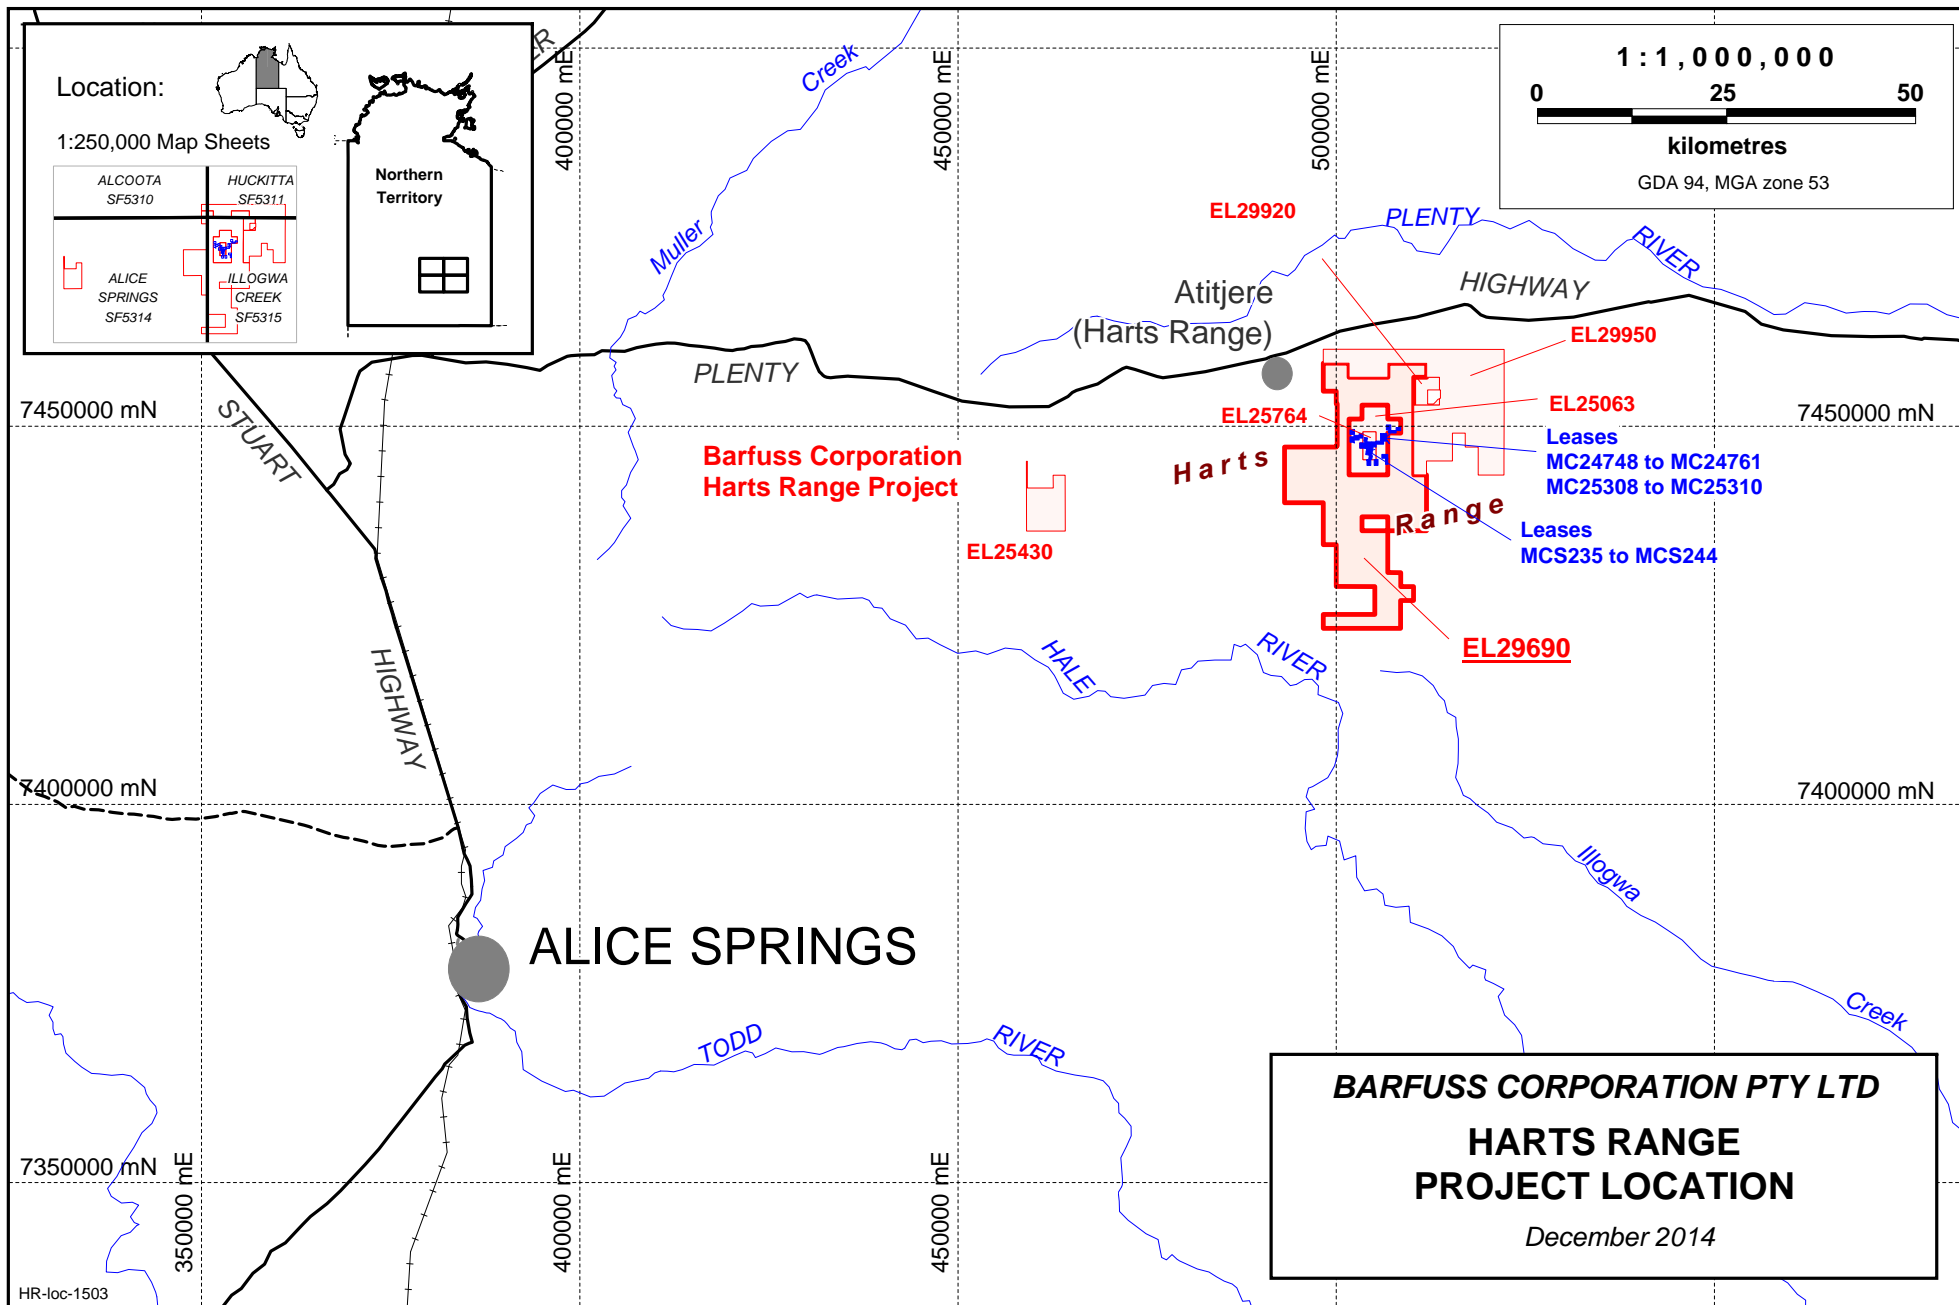 Location:
1:250,000 Map Sheets
ALCOOTA
SF5310
HUCKITTA
SF5311
ALICE
SPRINGS
SF5314
ILLOGWA
CREEK
SF5315
Northern
Territory
ER
400000 mE
450000 mE
500000 mE
1:1,000,000
0 25 50
kilometres
GDA 94, MGA zone 53
Creek
Muller
EL29920
PLENTY
RIVER
Atitjere
(Harts Range)
HIGHWAY
EL29950
PLENTY
STUART
7450000 mN
7450000 mN
EL25764
EL25063
Barfuss Corporation
Harts Range Project
Harts
Range
Leases
MC24748 to MC24761
MC25308 to MC25310
Leases
MCS235 to MCS244
EL25430
EL29690
HALE
RIVER
HIGHWAY
7400000 mN
7400000 mN
Illogwa
Creek
ALICE SPRINGS
TODD
RIVER
7350000 mN
350000 mE
400000 mE
450000 mE
BARFUSS CORPORATION PTY LTD
HARTS RANGE
PROJECT LOCATION
December 2014
HR-loc-1503